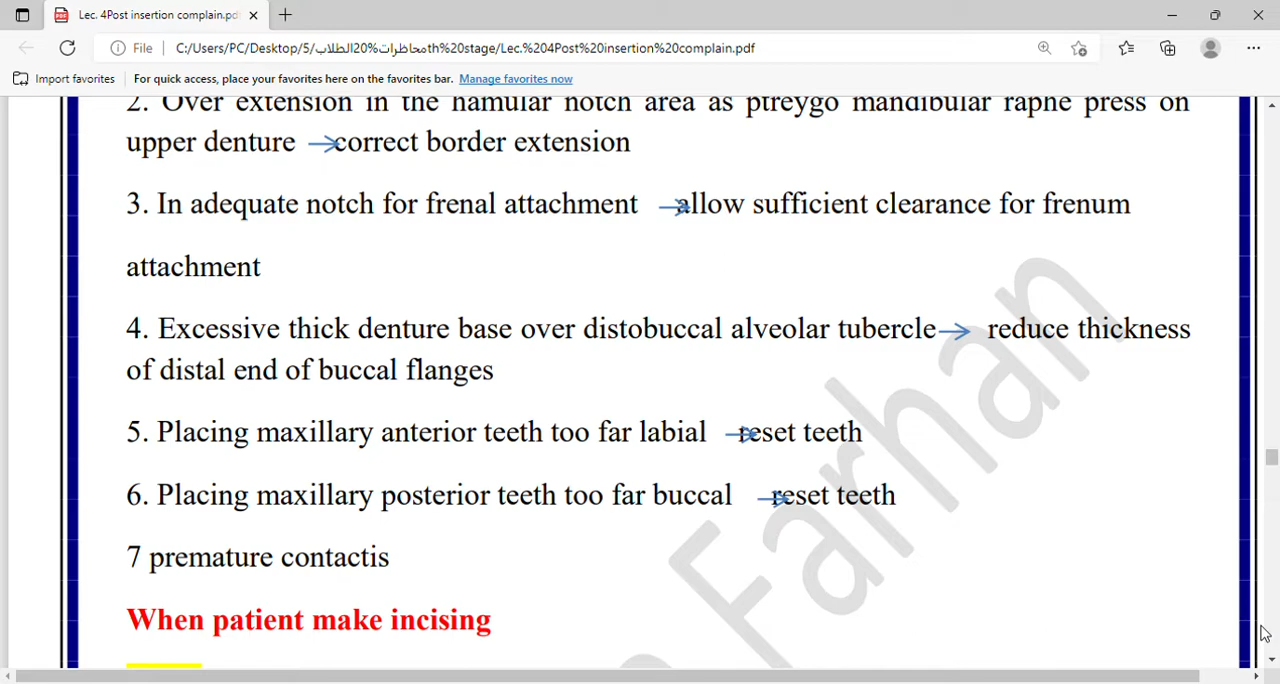 Lec. 4Post insertion complain.pd
File
C:/Users/PC/Desktop/5/محاظرات%20الطلابth%20stage/Lec.%204Post%20insertion%20complain.pdf
Import favorites
For quick access, place your favorites here on the favorites bar. Manage favorites now
2. Over extension in the hamular notch area as ptreygo mandibular raphe press on
upper denture → correct border extension
3. In adequate notch for frenal attachment → allow sufficient clearance for frenum
attachment
4. Excessive thick denture base over distobuccal alveolar tubercle→ reduce thickness
of distal end of buccal flanges
5. Placing maxillary anterior teeth too far labial → reset teeth
6. Placing maxillary posterior teeth too far buccal → reset teeth
7 premature contactis
When patient make incising
Farhan